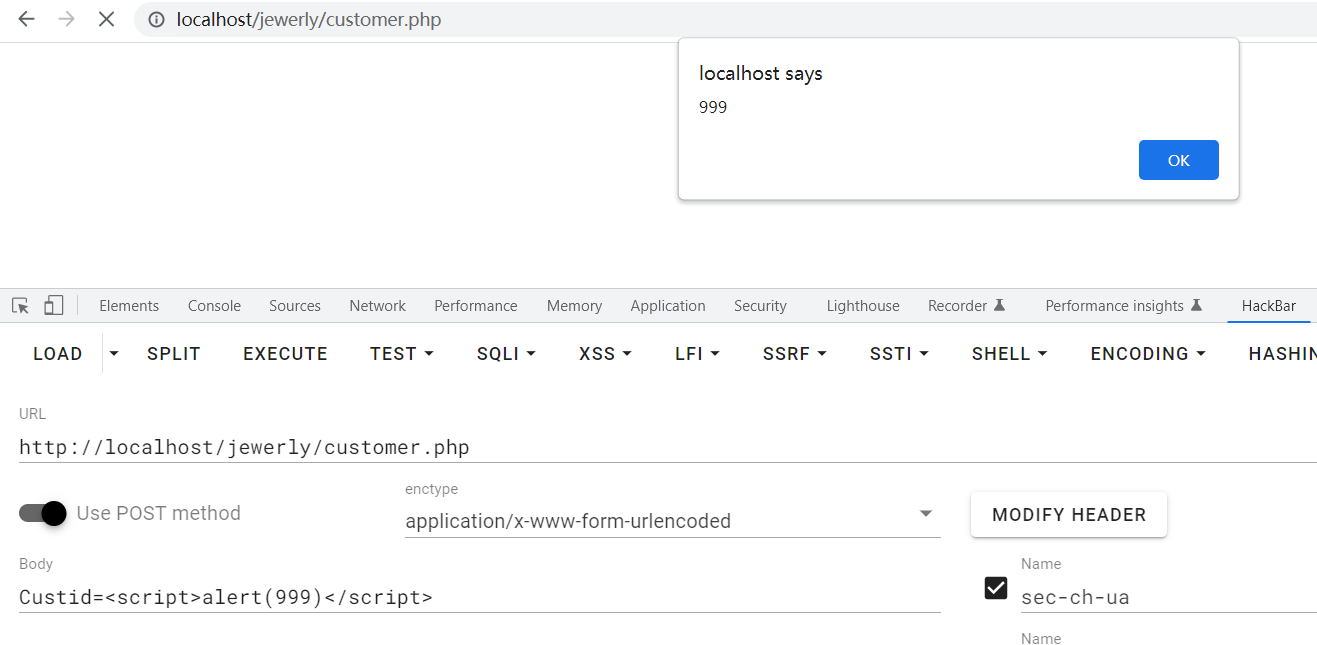 localhost/jewerly/customer.php
localhost says
999
OK
Elements Console Sources Network Performance Memory Application Security Lighthouse Recorder Performance insights HackBar
LOAD SPLIT EXECUTE TEST SQLI XSS LFI SSRF SSTI SHELL ENCODING HASHIN
URL
http://localhost/jewerly/customer.php
enctype
Use POST method application/x-www-form-urlencoded MODIFY HEADER
Body Name
Custid=<script>alert(999)</script> sec-ch-ua
Name